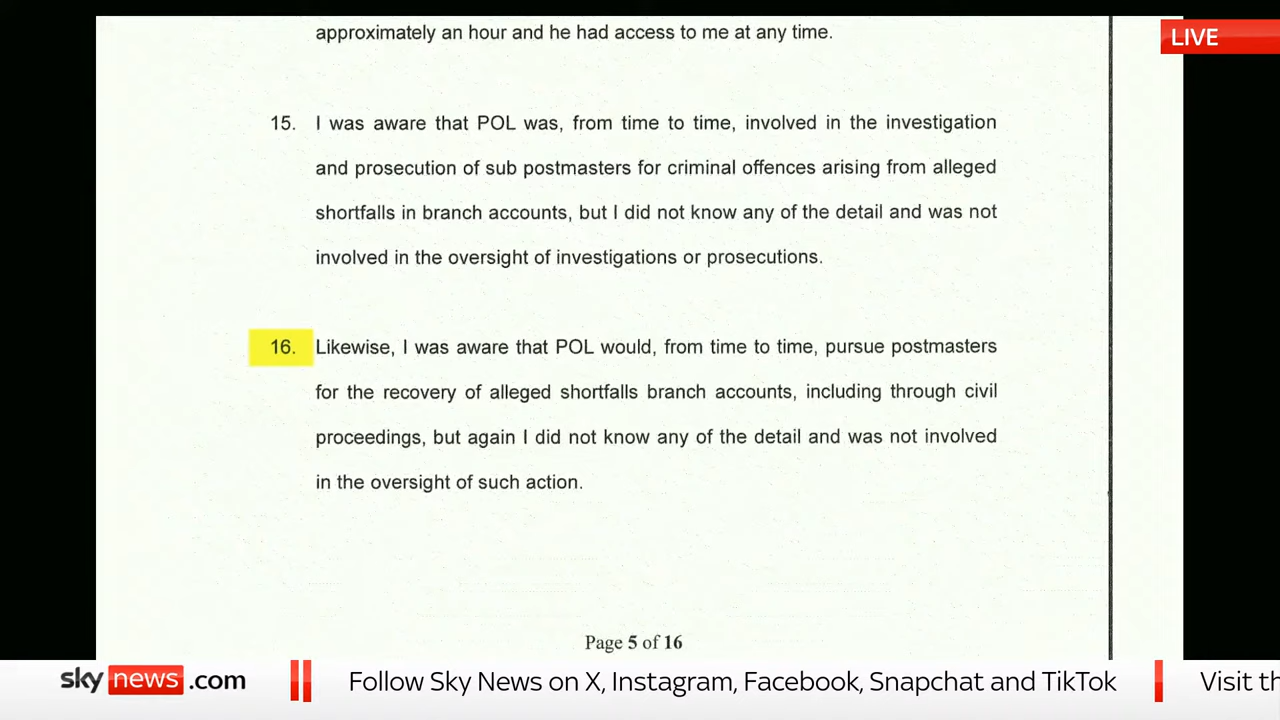 approximately an hour and he had access to me at any time.
LIVE
15. I was aware that POL was, from time to time, involved in the investigation
and prosecution of sub postmasters for criminal offences arising from alleged
shortfalls in branch accounts, but I did not know any of the detail and was not
involved in the oversight of investigations or prosecutions.
16. Likewise, I was aware that POL would, from time to time, pursue postmasters
for the recovery of alleged shortfalls branch accounts, including through civil
proceedings, but again I did not know any of the detail and was not involved
in the oversight of such action.
Page 5 of 16
sky news.com Follow Sky News on X, Instagram, Facebook, Snapchat and TikTok Visit